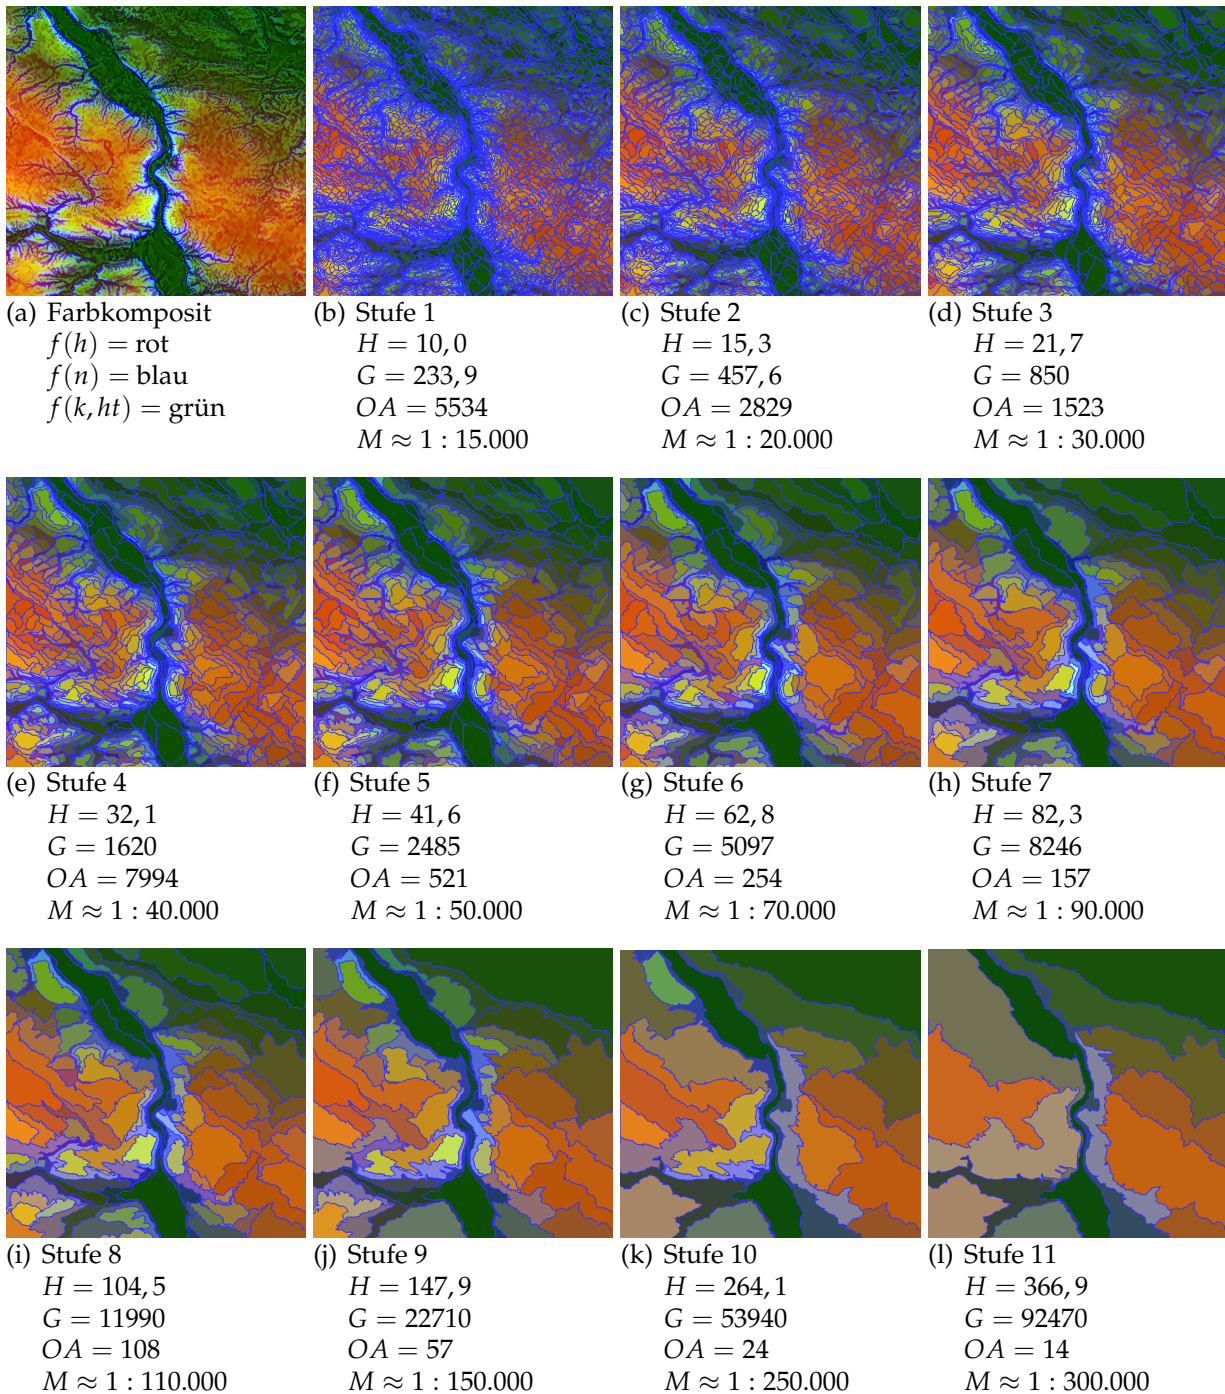 (a) Farbkomposit
f(h) = rot
f(n) = blau
f(k, ht) = grün
(b) Stufe 1
H = 10,0
G = 233,9
OA = 5534
M ≈ 1 : 15.000
(c) Stufe 2
H = 15,3
G = 457,6
OA = 2829
M ≈ 1 : 20.000
(d) Stufe 3
H = 21,7
G = 850
OA = 1523
M ≈ 1 : 30.000
(e) Stufe 4
H = 32,1
G = 1620
OA = 7994
M ≈ 1 : 40.000
(f) Stufe 5
H = 41,6
G = 2485
OA = 521
M ≈ 1 : 50.000
(g) Stufe 6
H = 62,8
G = 5097
OA = 254
M ≈ 1 : 70.000
(h) Stufe 7
H = 82,3
G = 8246
OA = 157
M ≈ 1 : 90.000
(i) Stufe 8
H = 104,5
G = 11990
OA = 108
M ≈ 1 : 110.000
(j) Stufe 9
H = 147,9
G = 22710
OA = 57
M ≈ 1 : 150.000
(k) Stufe 10
H = 264,1
G = 53940
OA = 24
M ≈ 1 : 250.000
(l) Stufe 11
H = 366,9
G = 92470
OA = 14
M ≈ 1 : 300.000